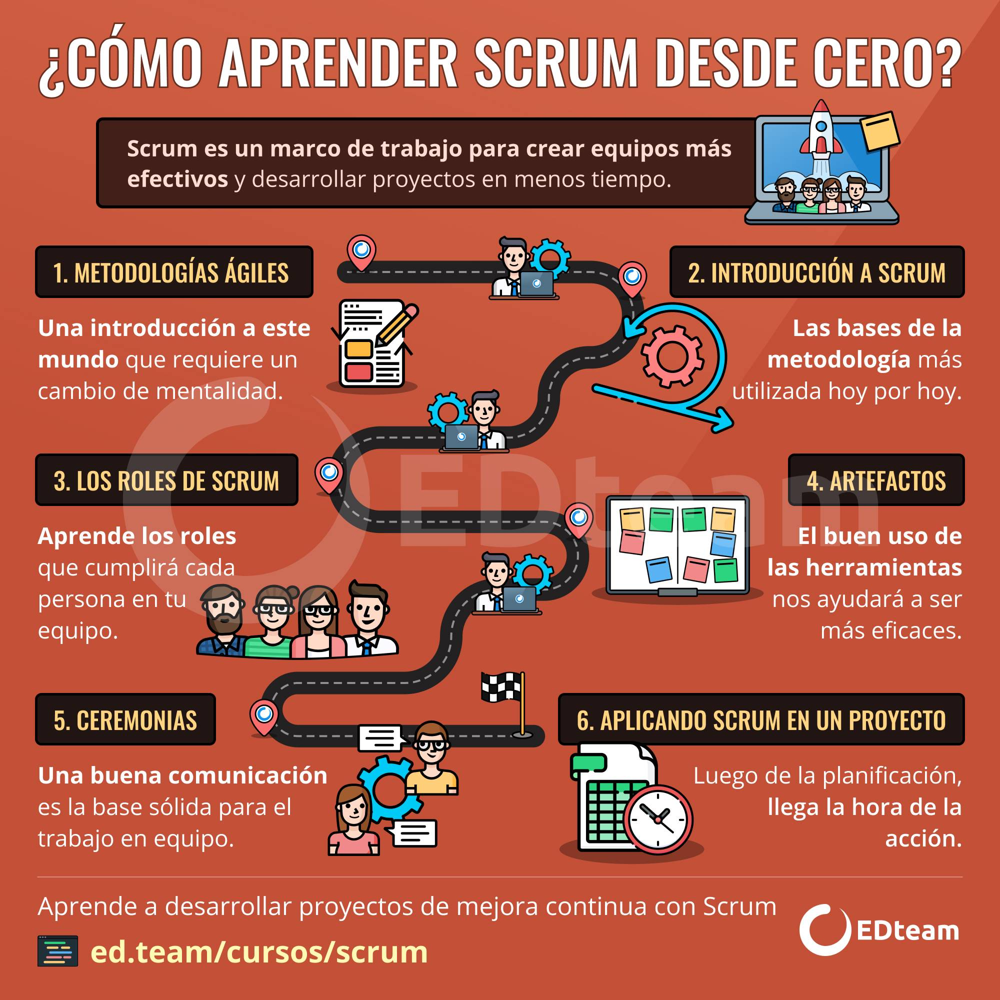 ¿CÓMO APRENDER SCRUM DESDE CERO?
Scrum es un marco de trabajo para crear equipos más
efectivos y desarrollar proyectos en menos tiempo.
1. METODOLOGÍAS ÁGILES
Una introducción a este
mundo que requiere un
cambio de mentalidad.
2. INTRODUCCIÓN A SCRUM
Las bases de la
metodología más
utilizada hoy por hoy.
3. LOS ROLES DE SCRUM
Aprende los roles
que cumplirá cada
persona en tu
equipo.
4. ARTEFACTOS
El buen uso de
las herramientas
nos ayudará a ser
más eficaces.
EDteam
5. CEREMONIAS
Una buena comunicación
es la base sólida para el
trabajo en equipo.
6. APLICANDO SCRUM EN UN PROYECTO
Luego de la planificación,
llega la hora de la
acción.
Aprende a desarrollar proyectos de mejora continua con Scrum
ed.team/cursos/scrum
EDteam